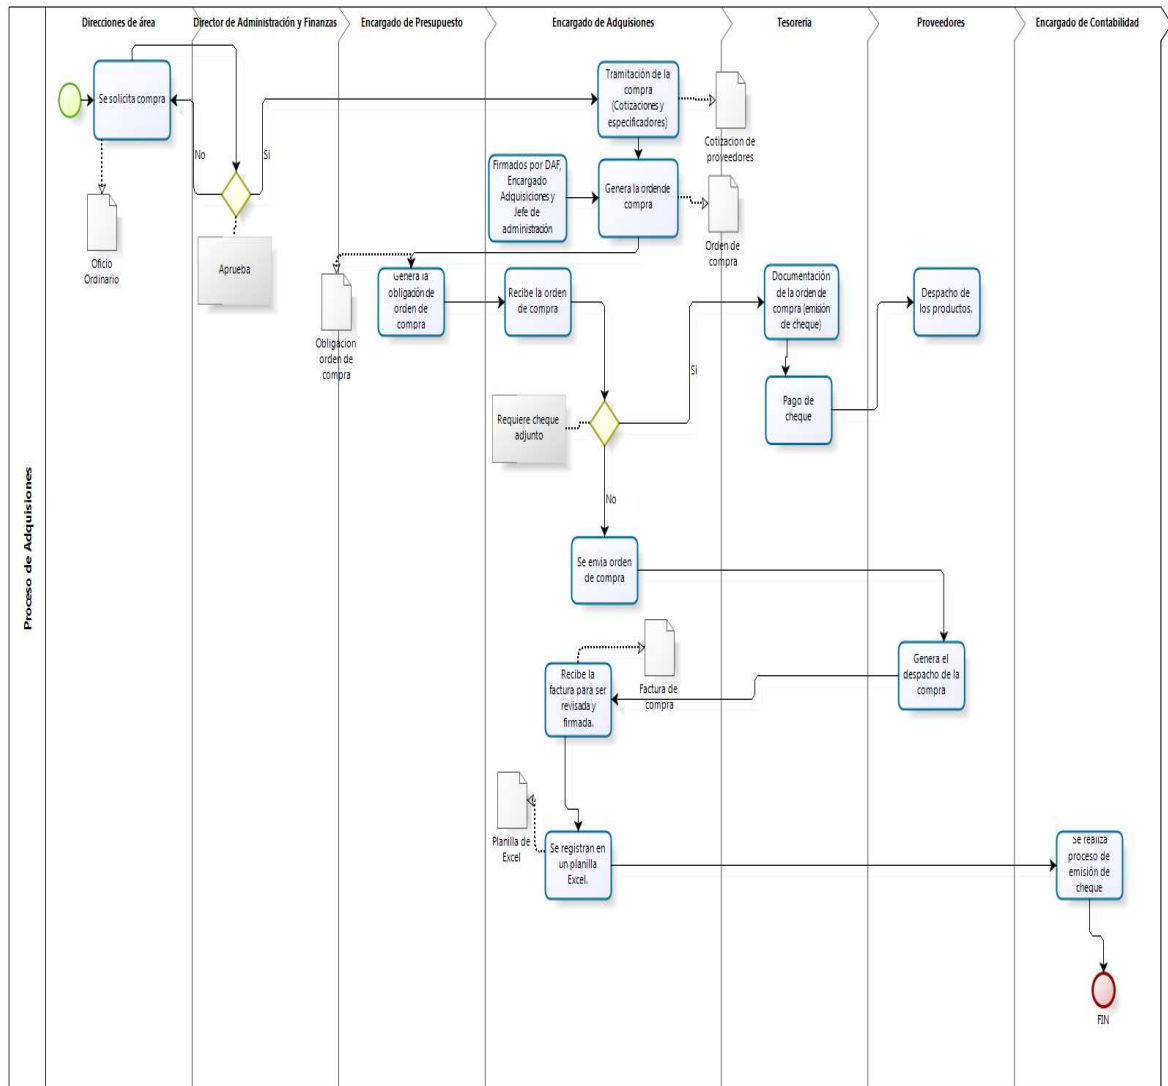 Proceso de Adquisiciones
Direcciones de área
Director de Administración y Finanzas
Encargado de Presupuesto
Encargado de Adquisiones
Tesoreria
Proveedores
Encargado de Contabilidad
Se solicita compra
No
Si
Oficio
Ordinario
Aprueba
Tramitación de la
compra
(Cotizaciones y
especificadores)
Cotizacion de
proveedores
Firmados por DAF,
Encargado
Adquisiciones y
Jefe de
administración
Genera la orden de
compra
Orden de
compra
Obligacion
orden de
compra
Genera la
obligación de
orden de
compra
Recibe la orden
de compra
Documentación
de la orden de
compra (emisión
de cheque)
Despacho de
los productos.
Requiere cheque
adjunto
Si
Pago de
cheque
No
Se envia orden
de compra
Genera el
despacho de la
compra
Recibe la
factura para ser
revisada y
firmada.
Factura de
compra
Planilla de
Excel
Se registran en
un planilla
Excel.
Se realiza
proceso de
emisión de
cheque
FIN